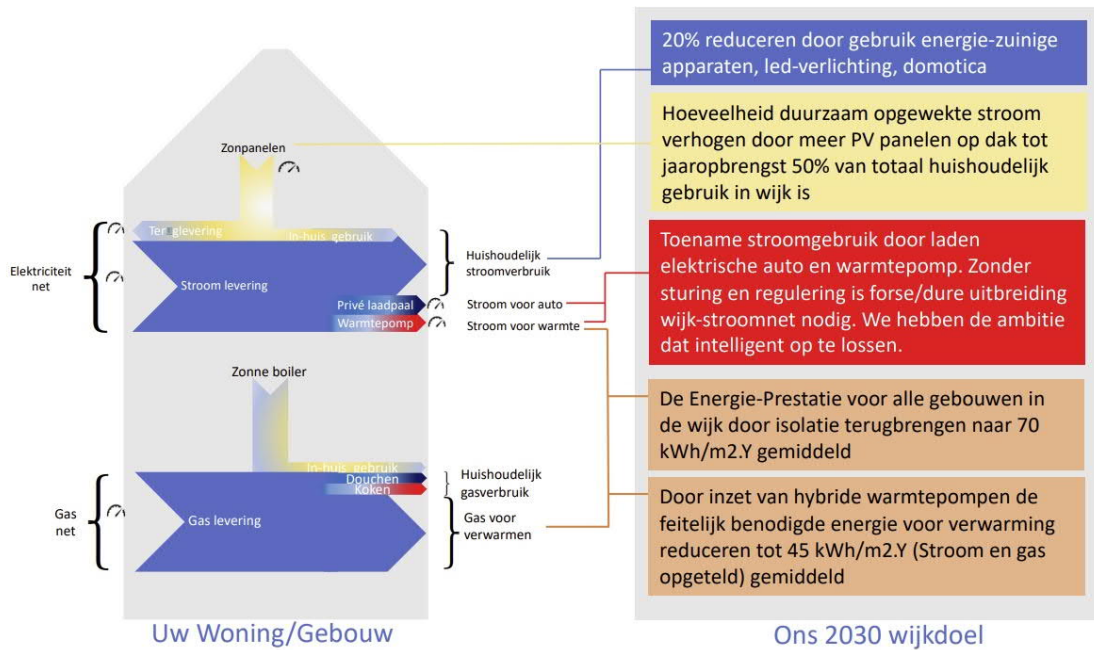 Zonpanelen
Teruglevering
In-huis gebruik
Elektriciteit
net
Stroom levering
Huishoudelijk
stroomverbruik
Privé laadpaal
Stroom voor auto
Warmtepomp
Stroom voor warmte
Zonne boiler
In-huis gebruik
Douchen
Koken
Huishoudelijk
gasverbruik
Gas
net
Gas levering
Gas voor
verwarmen
Uw Woning/Gebouw
20% reduceren door gebruik energie-zuinige
apparaten, led-verlichting, domotica
Hoeveelheid duurzaam opgewekte stroom
verhogen door meer PV panelen op dak tot
jaaropbrengst 50% van totaal huishoudelijk
gebruik in wijk is
Toename stroomgebruik door laden
elektrische auto en warmtepomp. Zonder
sturing en regulering is forse/dure uitbreiding
wijk-stroomnet nodig. We hebben de ambitie
dat intelligent op te lossen.
De Energie-Prestatie voor alle gebouwen in
de wijk door isolatie terugbrengen naar 70
kWh/m2.Y gemiddeld
Door inzet van hybride warmtepompen de
feitelijk benodigde energie voor verwarming
reduceren tot 45 kWh/m2.Y (Stroom en gas
opgeteld) gemiddeld
Ons 2030 wijkdoel